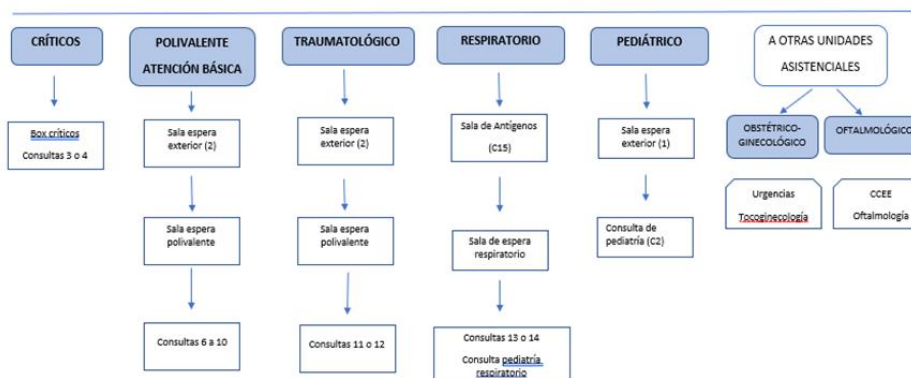 CRÍTICOS
Box críticos
Consultas 3 o 4
POLIVALENTE
ATENCIÓN BÁSICA
Sala espera
exterior (2)
Sala espera
polivalente
Consultas 6 a 10
TRAUMATOLÓGICO
Sala espera
exterior (2)
Sala espera
polivalente
Consultas 11 o 12
RESPIRATORIO
Sala de Antígenos
(C15)
Sala de espera
respiratorio
Consultas 13 o 14
Consulta pediatría
respiratorio
PEDIÁTRICO
Sala espera
exterior (1)
Consulta de
pediatría (C2)
A OTRAS UNIDADES
ASISTENCIALES
OBSTÉTRICO-
GINECOLÓGICO
Urgencias
Tocoginecología
OFTALMOLÓGICO
CCEE
Oftalmología